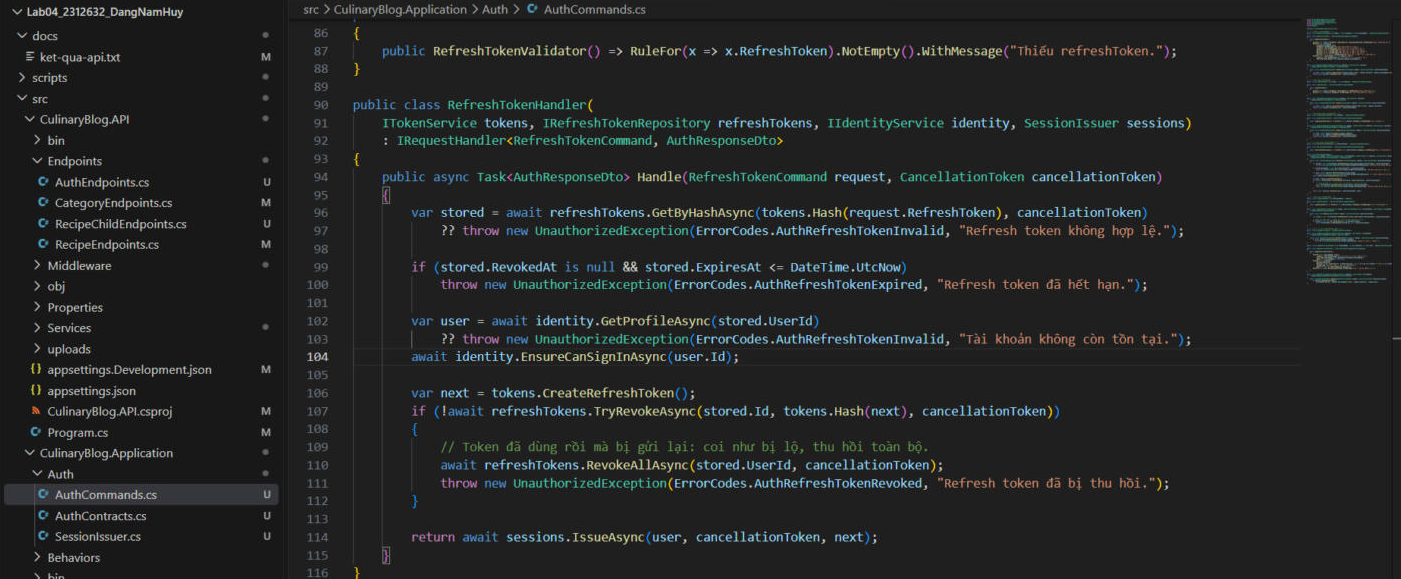 Lab04_2312632_DangNamHuy
docs
ket-qua-api.txt M
scripts
src
CulinaryBlog.API
bin
Endpoints
AuthEndpoints.cs U
CategoryEndpoints.cs M
RecipeChildEndpoints.cs U
RecipeEndpoints.cs M
Middleware
obj
Properties
Services
uploads
appsettings.Development.json M
appsettings.json
CulinaryBlog.API.csproj M
Program.cs M
CulinaryBlog.Application
Auth
AuthCommands.cs U
AuthContracts.cs U
SessionIssuer.cs U
Behaviors
bin
src > CulinaryBlog.Application > Auth > AuthCommands.cs
86 {
87 public RefreshTokenValidator() => RuleFor(x => x.RefreshToken).NotEmpty().WithMessage("Thiếu refreshToken.");
88 }
89
90 public class RefreshTokenHandler(
91 ITokenService tokens, IRefreshTokenRepository refreshTokens, IIdentityService identity, SessionIssuer sessions)
92 : IRequestHandler<RefreshTokenCommand, AuthResponseDto>
93 {
94 public async Task<AuthResponseDto> Handle(RefreshTokenCommand request, CancellationToken cancellationToken)
95 {
96 var stored = await refreshTokens.GetByHashAsync(tokens.Hash(request.RefreshToken), cancellationToken)
97 ?? throw new UnauthorizedException(ErrorCodes.AuthRefreshTokenInvalid, "Refresh token không hợp lệ.");
98
99 if (stored.RevokedAt is null && stored.ExpiresAt <= DateTime.UtcNow)
100 throw new UnauthorizedException(ErrorCodes.AuthRefreshTokenExpired, "Refresh token đã hết hạn.");
101
102 var user = await identity.GetProfileAsync(stored.UserId)
103 ?? throw new UnauthorizedException(ErrorCodes.AuthRefreshTokenInvalid, "Tài khoản không còn tồn tại.");
104 await identity.EnsureCanSignInAsync(user.Id);
105
106 var next = tokens.CreateRefreshToken();
107 if (!await refreshTokens.TryRevokeAsync(stored.Id, tokens.Hash(next), cancellationToken))
108 {
109 // Token đã dùng rồi mà bị gửi lại: coi như bị lộ, thu hồi toàn bộ.
110 await refreshTokens.RevokeAllAsync(stored.UserId, cancellationToken);
111 throw new UnauthorizedException(ErrorCodes.AuthRefreshTokenRevoked, "Refresh token đã bị thu hồi.");
112 }
113
114 return await sessions.IssueAsync(user, cancellationToken, next);
115 }
116 }